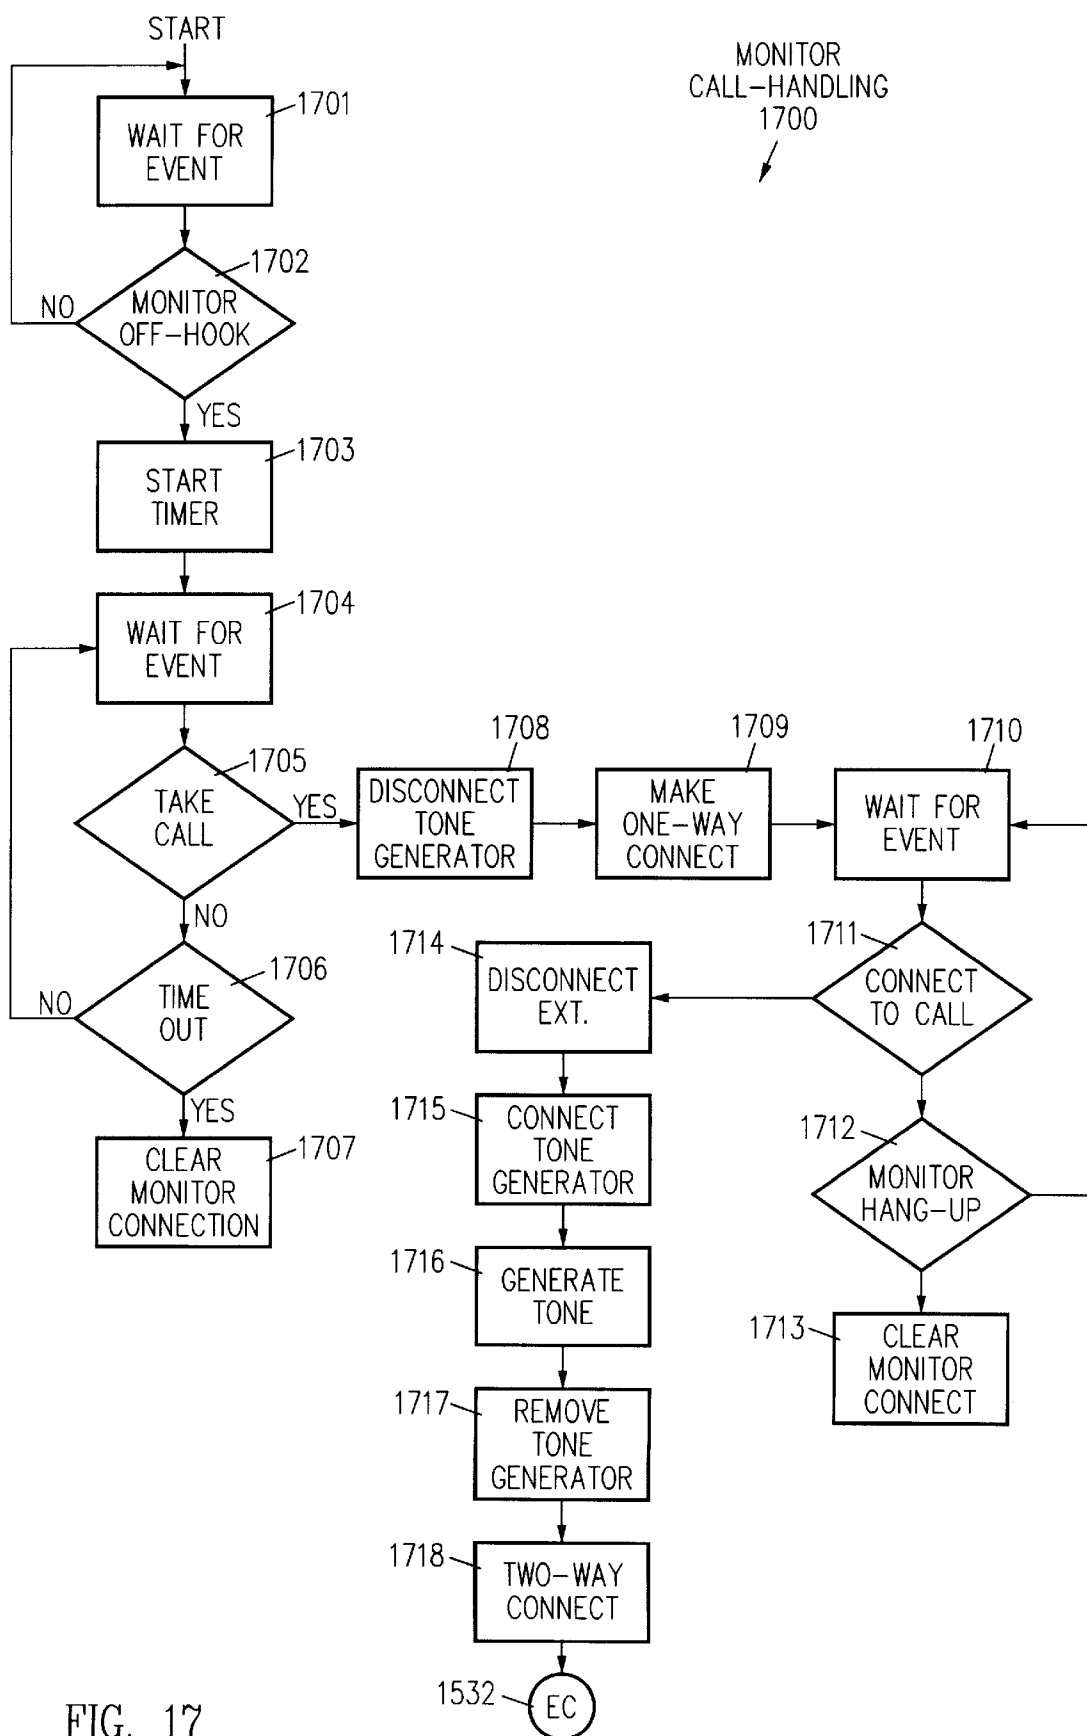 START
MONITOR
CALL-HANDLING
1700
1701
WAIT FOR
EVENT
1702
MONITOR
OFF-HOOK
NO
YES
1703
START
TIMER
1704
WAIT FOR
EVENT
1705
TAKE
CALL
YES
NO
1706
TIME
OUT
NO
YES
1707
CLEAR
MONITOR
CONNECTION
1708
DISCONNECT
TONE
GENERATOR
1709
MAKE
ONE-WAY
CONNECT
1710
WAIT FOR
EVENT
1711
CONNECT
TO CALL
1712
MONITOR
HANG-UP
1713
CLEAR
MONITOR
CONNECT
1714
DISCONNECT
EXT.
1715
CONNECT
TONE
GENERATOR
1716
GENERATE
TONE
1717
REMOVE
TONE
GENERATOR
1718
TWO-WAY
CONNECT
1532
EC
FIG. 17